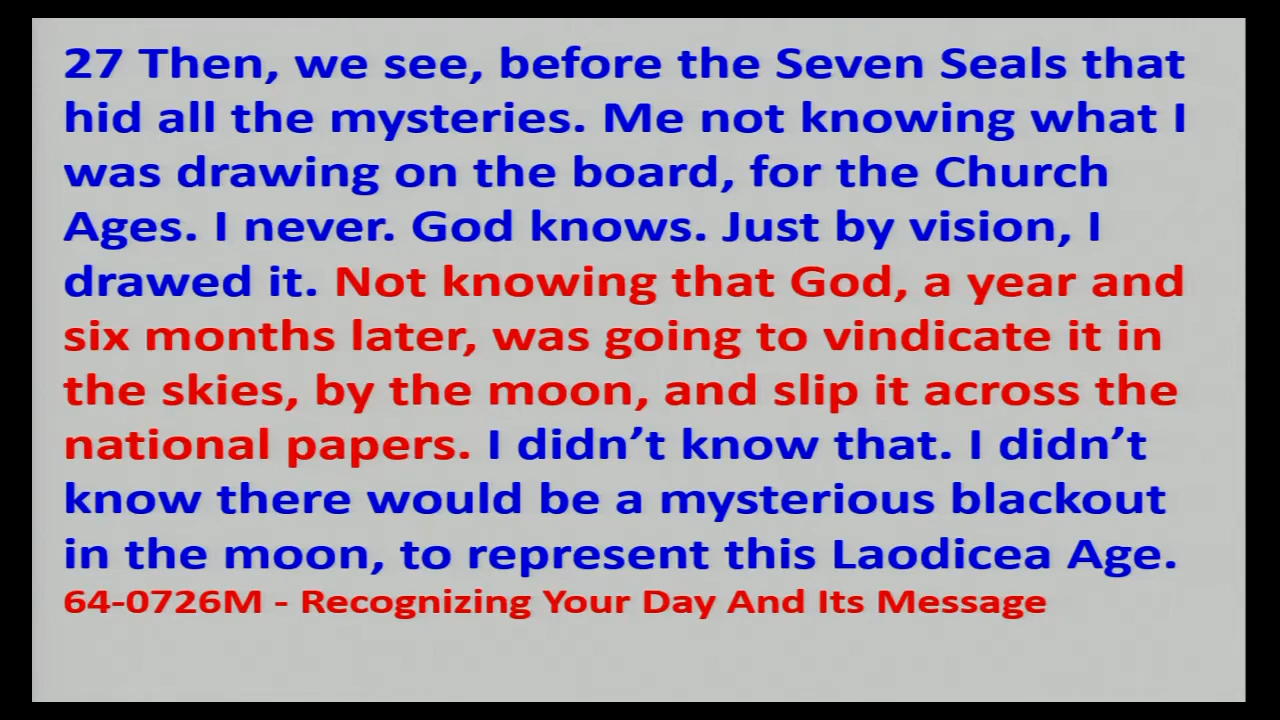 27 Then, we see, before the Seven Seals that
hid all the mysteries. Me not knowing what I
was drawing on the board, for the Church
Ages. I never. God knows. Just by vision, I
drawed it. Not knowing that God, a year and
six months later, was going to vindicate it in
the skies, by the moon, and slip it across the
national papers. I didn’t know that. I didn’t
know there would be a mysterious blackout
in the moon, to represent this Laodicea Age.
64-0726M - Recognizing Your Day And Its Message